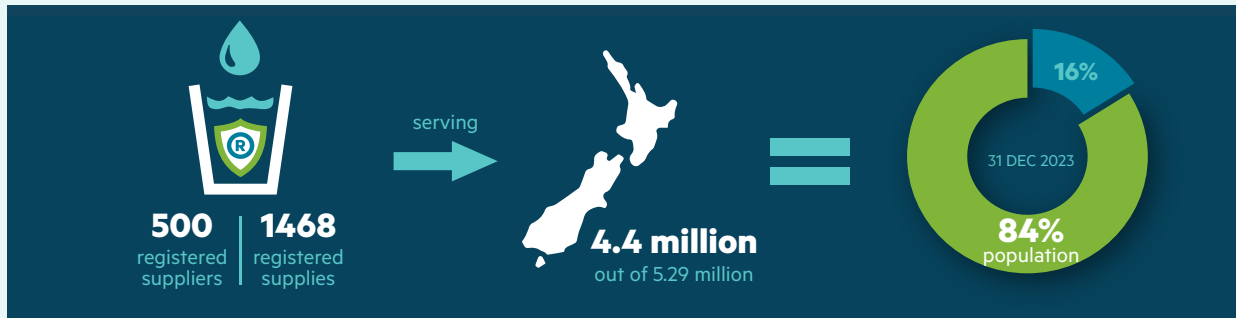 ®
500
registered
suppliers
1468
registered
supplies
serving
4.4 million
out of 5.29 million
16%
31 DEC 2023
84%
population